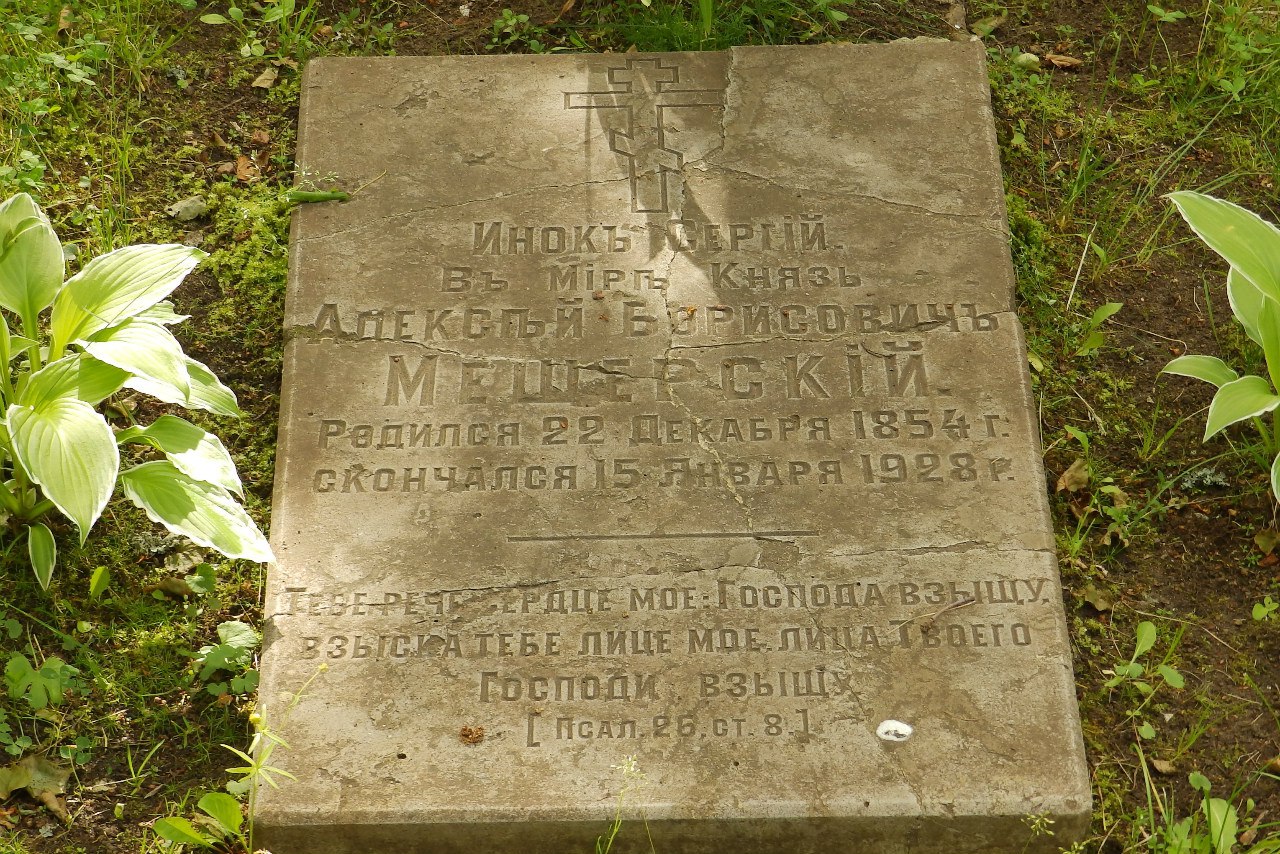 Инокъ Сергій.
Въ Мірѣ Князь
Алексѣй Борисовичъ
Мещерскій.
Родился 22 Декабря 1854 г.
скончался 15 Января 1928 г.
Тебе рече сердце мое: Господа взыщу,
взыска тебе лице мое, лица Твоего
Господи взыщу
[Псал. 26, ст. 8.]